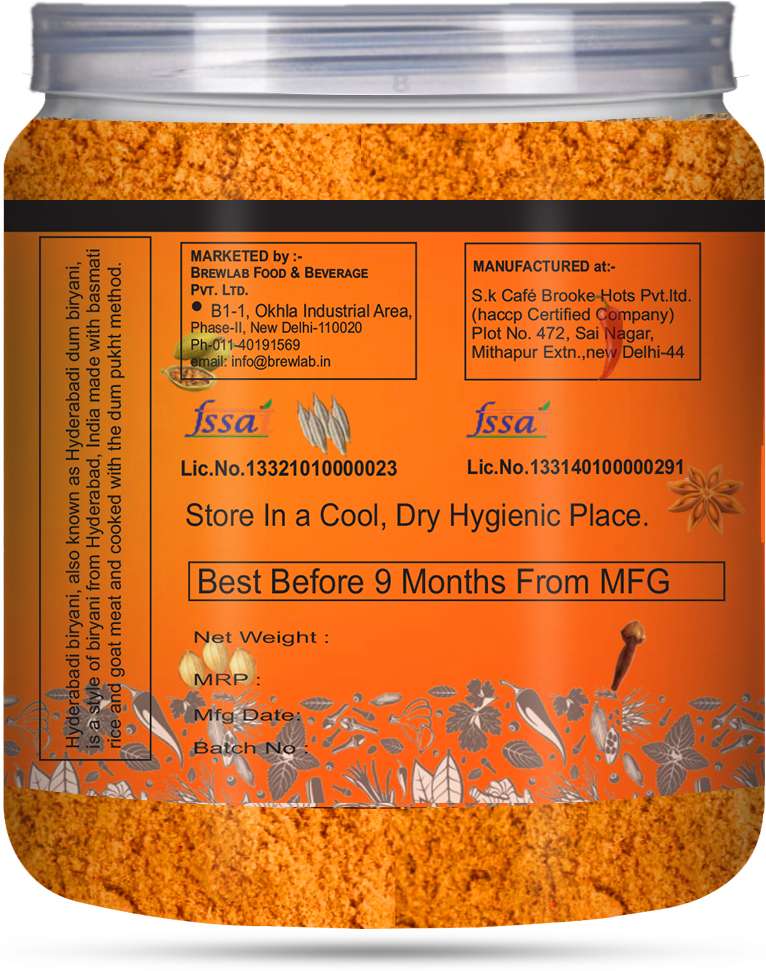 Hyderabadi biryani, also known as Hyderabadi dum biryani,
is a style of biryani from Hyderabad, India made with basmati
rice and goat meat and cooked with the dum pukht method.
MARKETED by :-
BREWLAB FOOD & BEVERAGE
PVT. LTD.
• B1-1, Okhla Industrial Area,
Phase-II, New Delhi-110020
Ph-011-40191569
email: info@brewlab.in
MANUFACTURED at:-
S.k Café Brooke Hots Pvt.ltd.
(haccp Certified Company)
Plot No. 472, Sai Nagar,
Mithapur Extn.,new Delhi-44
fssai
Lic.No.13321010000023
fssai
Lic.No.133140100000291
Store In a Cool, Dry Hygienic Place.
Best Before 9 Months From MFG
Net Weight :
MRP :
Mfg Date:
Batch No :